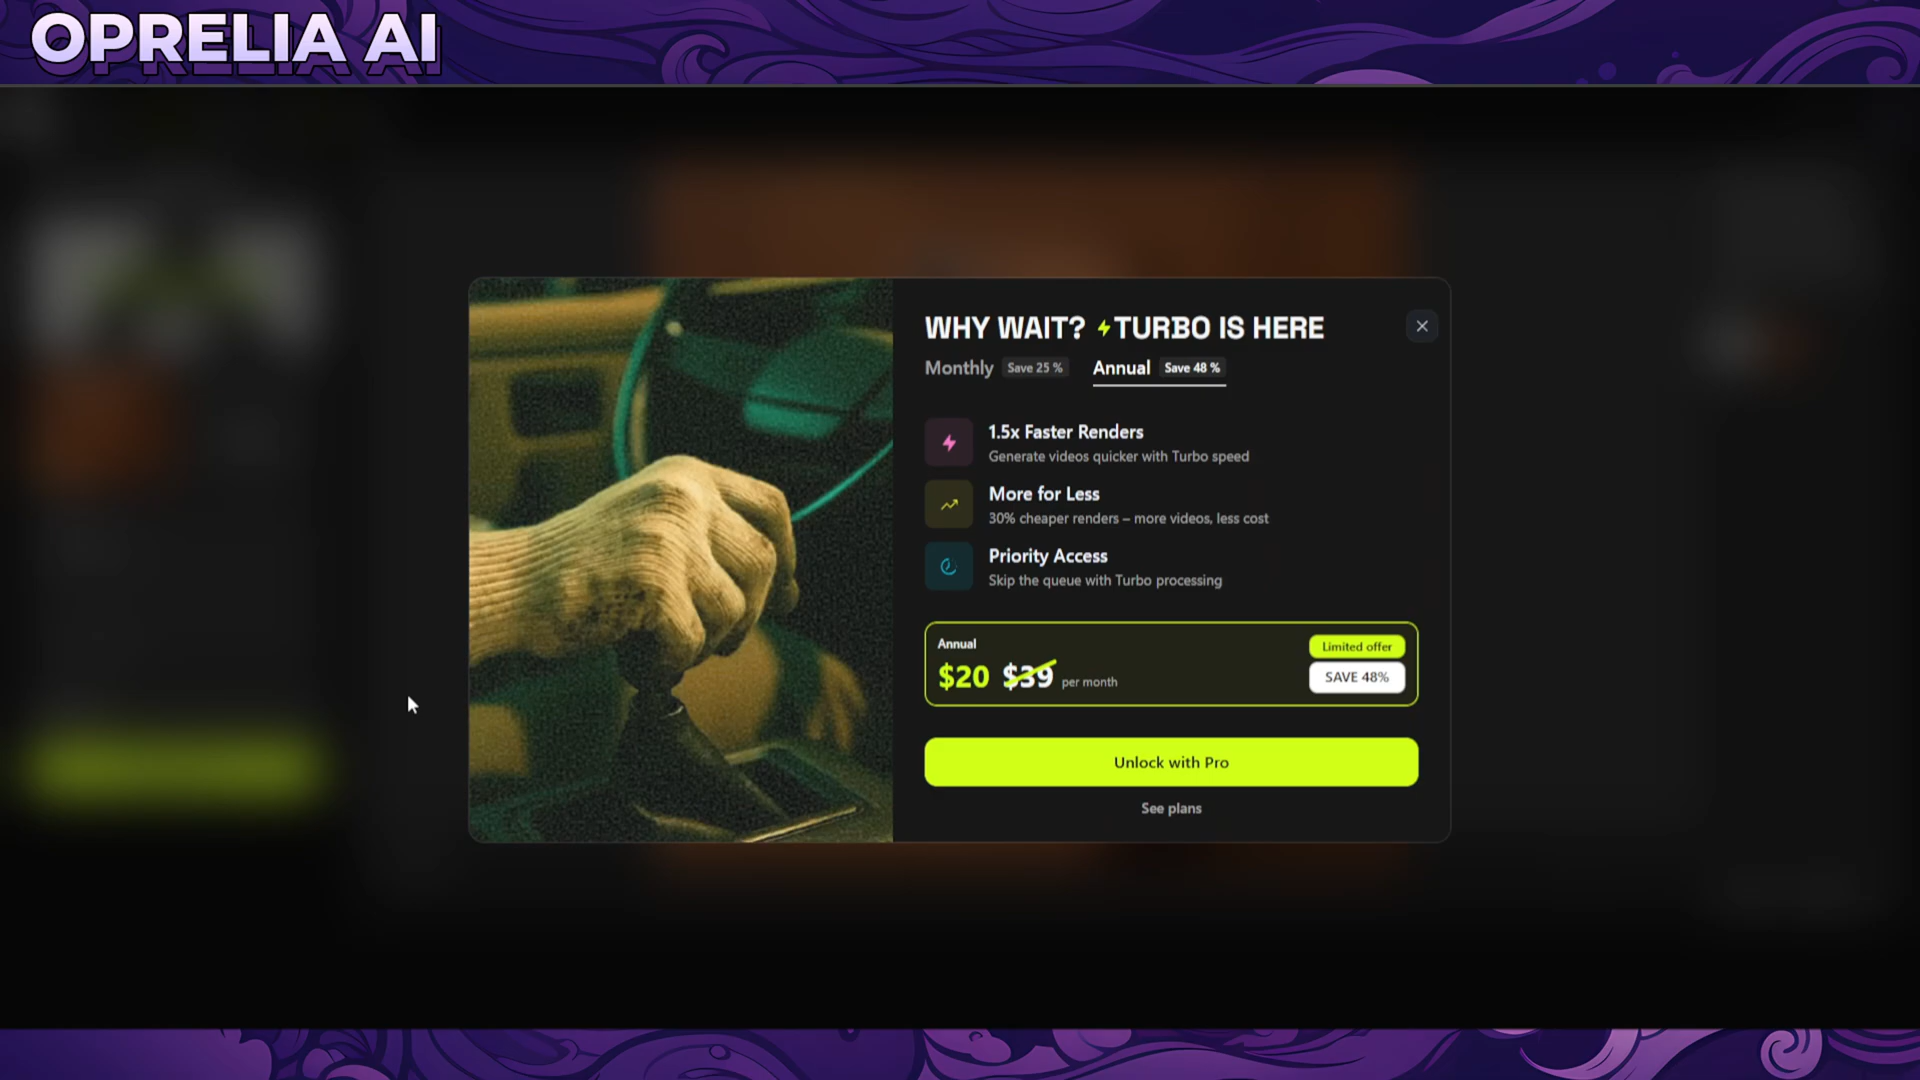 OPRELIA AI
WHY WAIT? TURBO IS HERE
Monthly Save 25 % Annual Save 48 %
1.5x Faster Renders
Generate videos quicker with Turbo speed
More for Less
30% cheaper renders – more videos, less cost
Priority Access
Skip the queue with Turbo processing
Annual
Limited offer
$20 $39 per month
SAVE 48%
Unlock with Pro
See plans